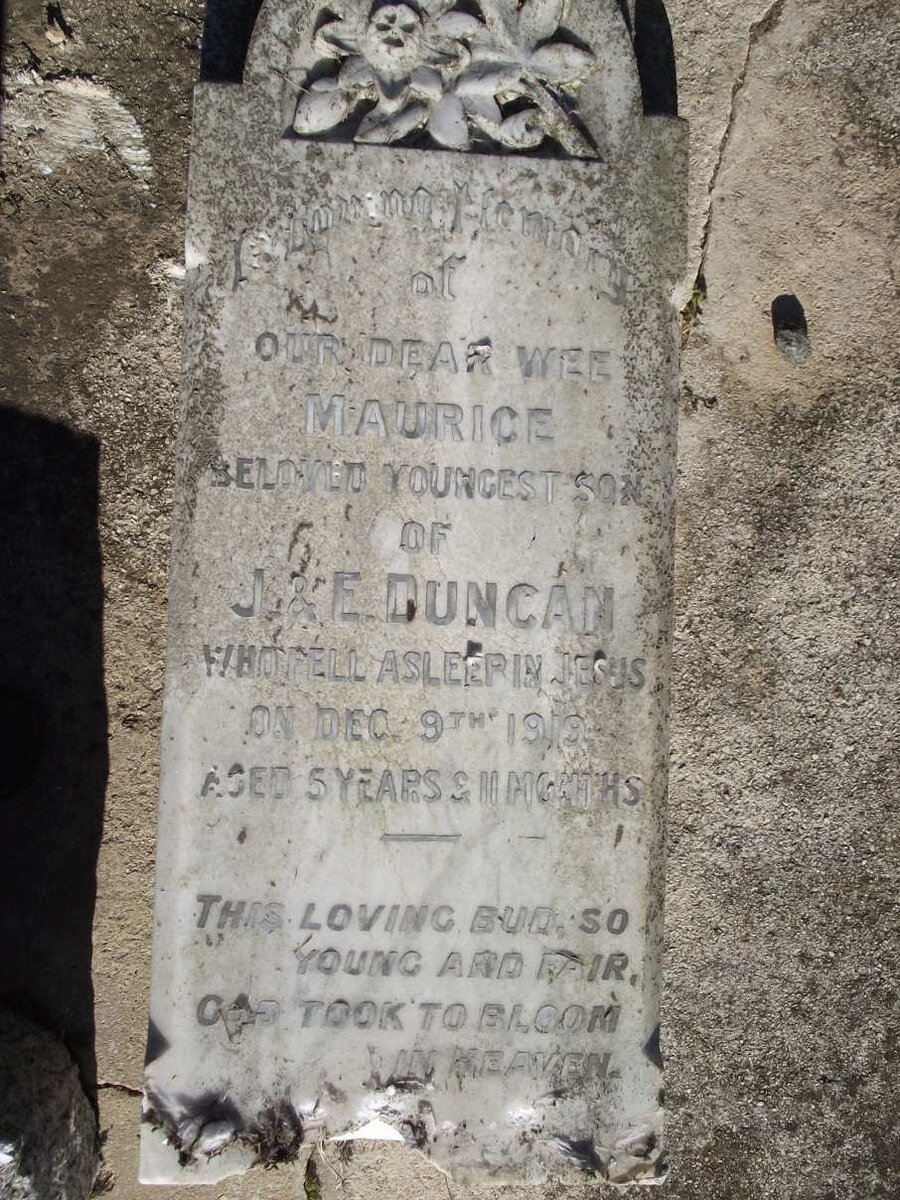 In Loving Memory
of
OUR DEAR WEE
MAURICE
BELOVED YOUNGEST SON
OF
J. & E. DUNCAN
WHO FELL ASLEEP IN JESUS
ON DEC. 9TH 1919
AGED 5 YEARS & 11 MONTHS
THIS LOVING BUD, SO
YOUNG AND FAIR,
GOD TOOK TO BLOOM
IN HEAVEN.